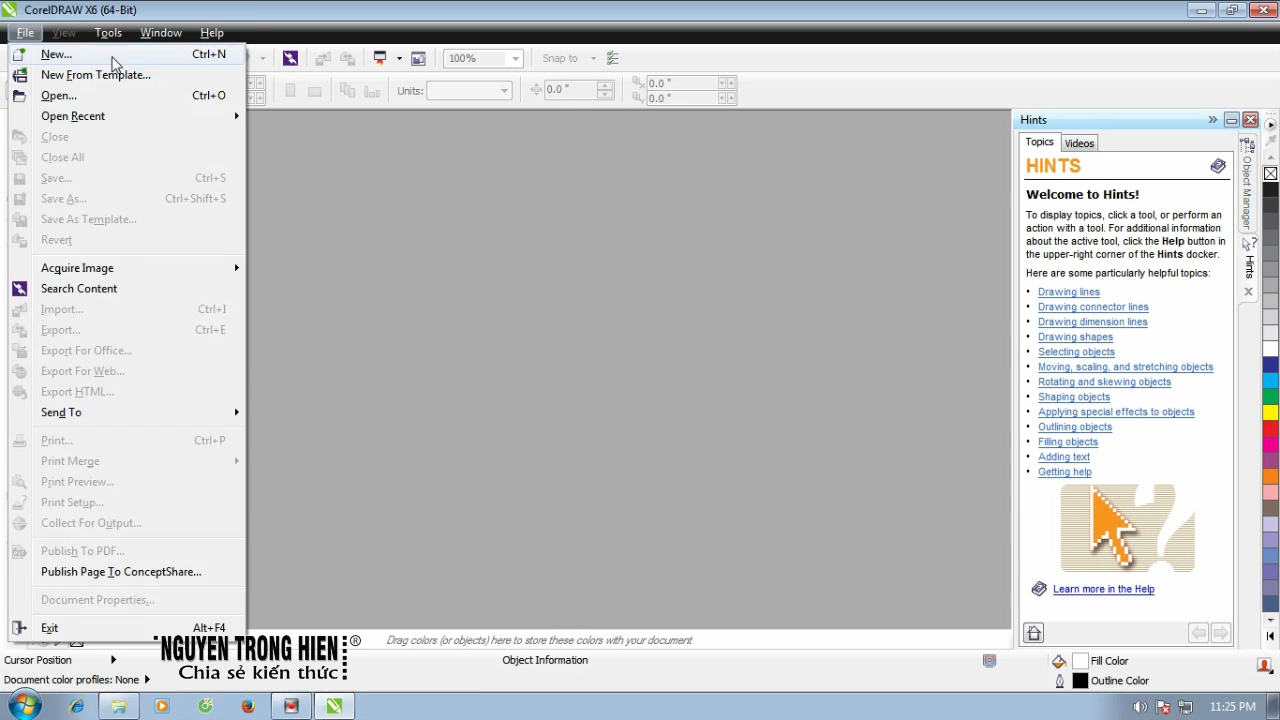 CorelDRAW X6 (64-Bit)
File View Tools Window Help
New... Ctrl+N
New From Template...
Open... Ctrl+O
Open Recent
Close
Close All
Save... Ctrl+S
Save As... Ctrl+Shift+S
Save As Template...
Revert
Acquire Image
Search Content
Import... Ctrl+I
Export... Ctrl+E
Export For Office...
Export For Web...
Export HTML...
Send To
Print... Ctrl+P
Print Merge
Print Preview...
Print Setup...
Collect For Output...
Publish To PDF...
Publish Page To ConceptShare...
Document Properties...
Exit Alt+F4
100% Snap to
Units: 0.0 ° 0.0 °
0.0 °
Hints
Topics Videos
HINTS
Welcome to Hints!
To display topics, click a tool, or perform an
action with a tool. For additional information
about the active tool, click the Help button in
the upper-right corner of the Hints docker.
Here are some particularly helpful topics:
• Drawing lines
• Drawing connector lines
• Drawing dimension lines
• Drawing shapes
• Selecting objects
• Moving, scaling, and stretching objects
• Rotating and skewing objects
• Shaping objects
• Applying special effects to objects
• Outlining objects
• Filling objects
• Adding text
• Getting help
Learn more in the Help
Object Manager
Hints
NGUYEN TRONG HIEN ®
Chia sẻ kiến thức
Drag colors (or objects) here to store these colors with your document
Cursor Position Object Information Fill Color
Document color profiles: None Outline Color
11:25 PM